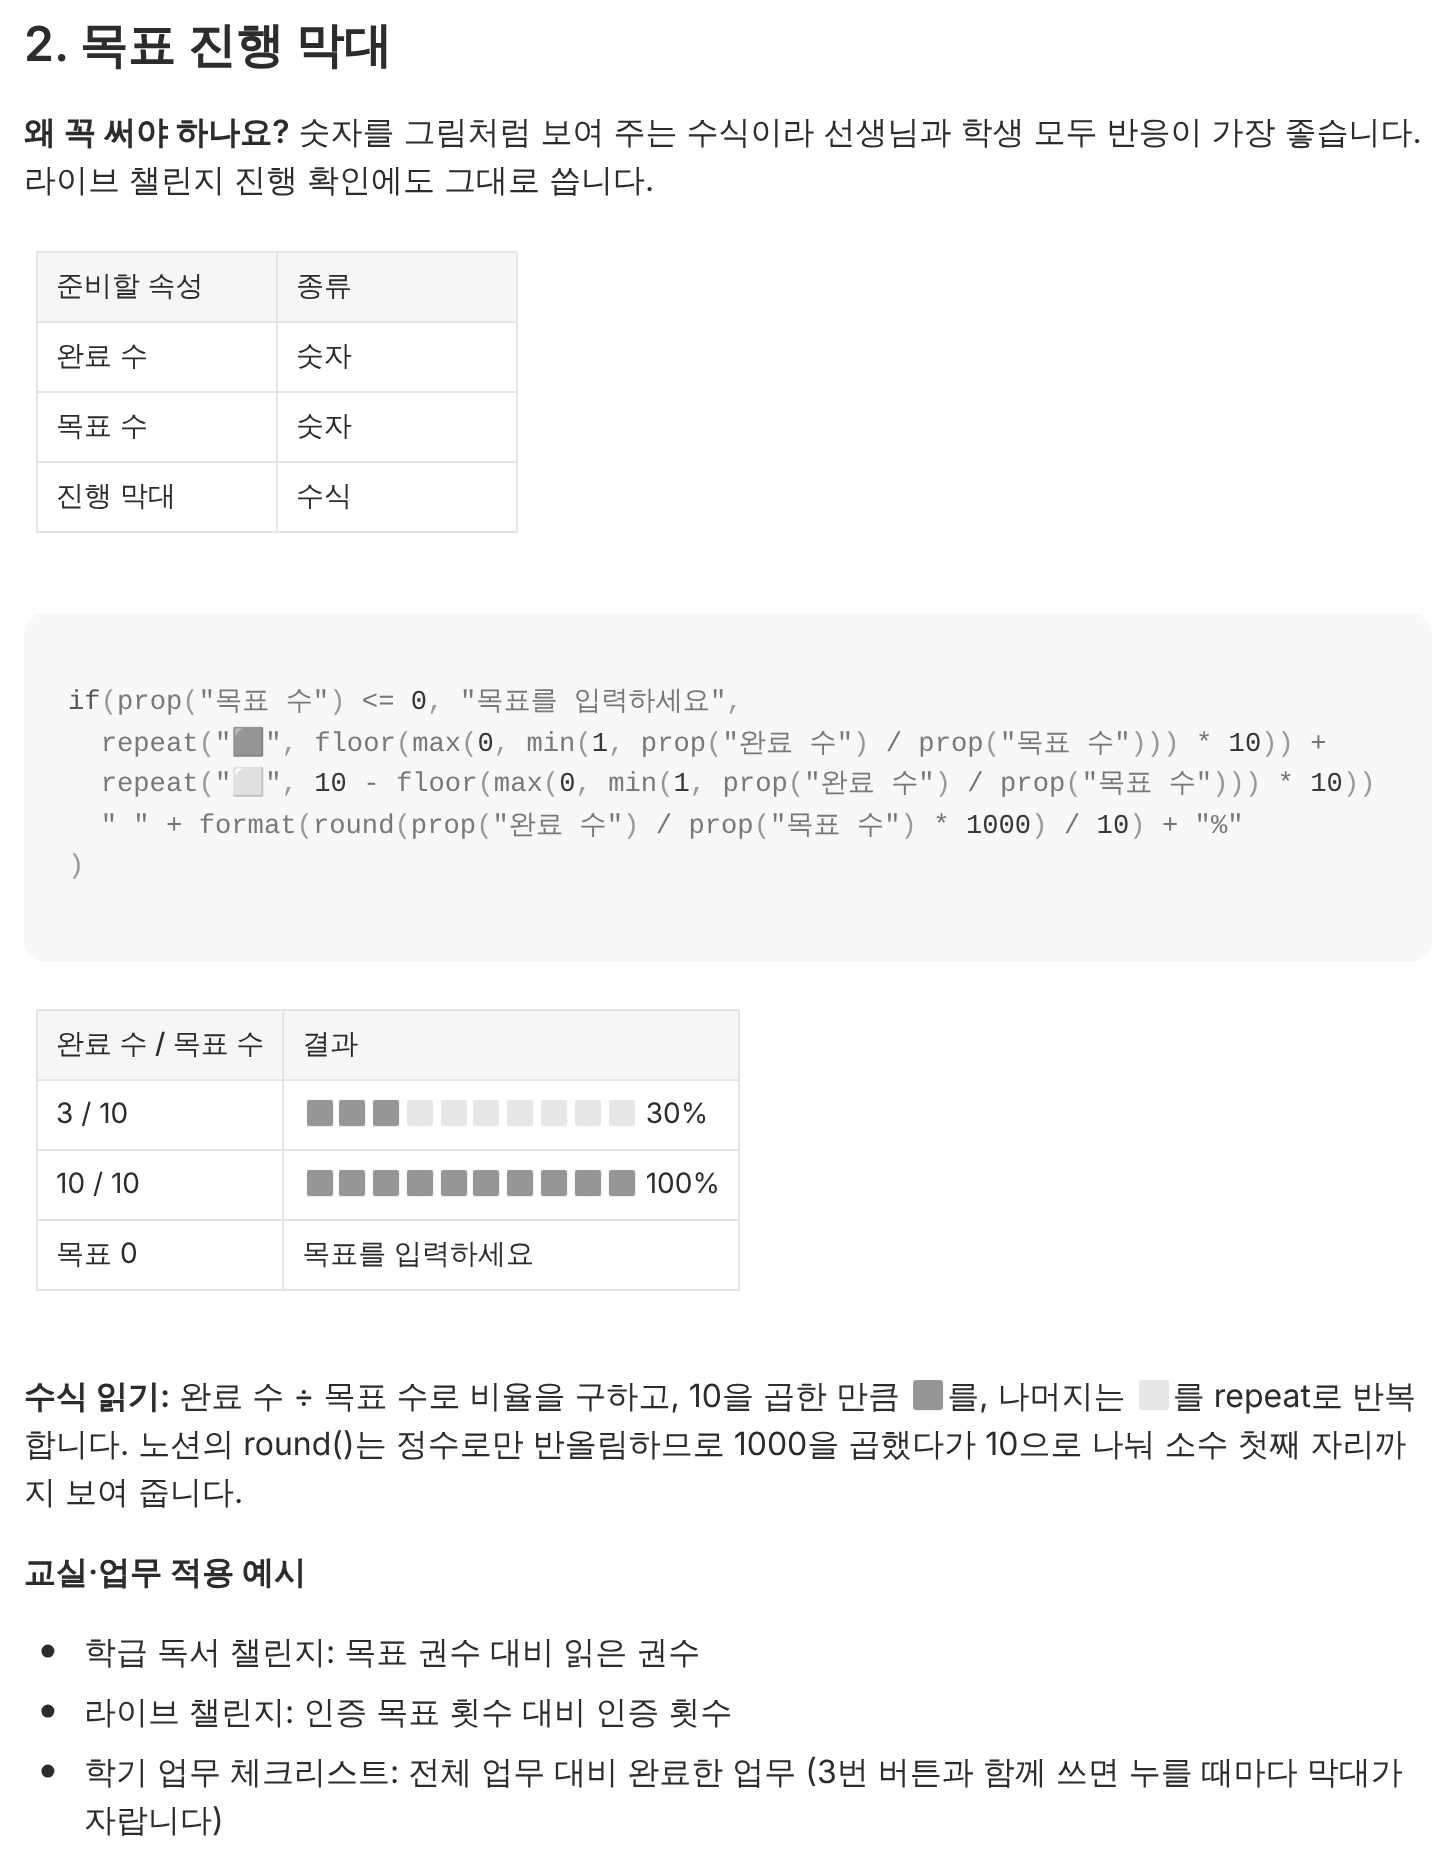 2. 목표 진행 막대
왜 꼭 써야 하나요? 숫자를 그림처럼 보여 주는 수식이라 선생님과 학생 모두 반응이 가장 좋습니다.
라이브 챌린지 진행 확인에도 그대로 씁니다.
준비할 속성 종류
완료 수 숫자
목표 수 숫자
진행 막대 수식
if(prop("목표 수") <= 0, "목표를 입력하세요",
repeat("⬛", floor(max(0, min(1, prop("완료 수") / prop("목표 수"))) * 10)) +
repeat("⬜", 10 - floor(max(0, min(1, prop("완료 수") / prop("목표 수"))) * 10))
" " + format(round(prop("완료 수") / prop("목표 수") * 1000) / 10) + "%"
)
완료 수 / 목표 수 결과
3 / 10 ⬛⬛⬛⬜⬜⬜⬜⬜⬜⬜ 30%
10 / 10 ⬛⬛⬛⬛⬛⬛⬛⬛⬛⬛ 100%
목표 0 목표를 입력하세요
수식 읽기: 완료 수 ÷ 목표 수로 비율을 구하고, 10을 곱한 만큼 ⬛를, 나머지는 ⬜를 repeat로 반복
합니다. 노션의 round()는 정수로만 반올림하므로 1000을 곱했다가 10으로 나눠 소수 첫째 자리까
지 보여 줍니다.
교실·업무 적용 예시
• 학급 독서 챌린지: 목표 권수 대비 읽은 권수
• 라이브 챌린지: 인증 목표 횟수 대비 인증 횟수
• 학기 업무 체크리스트: 전체 업무 대비 완료한 업무 (3번 버튼과 함께 쓰면 누를 때마다 막대가
자랍니다)